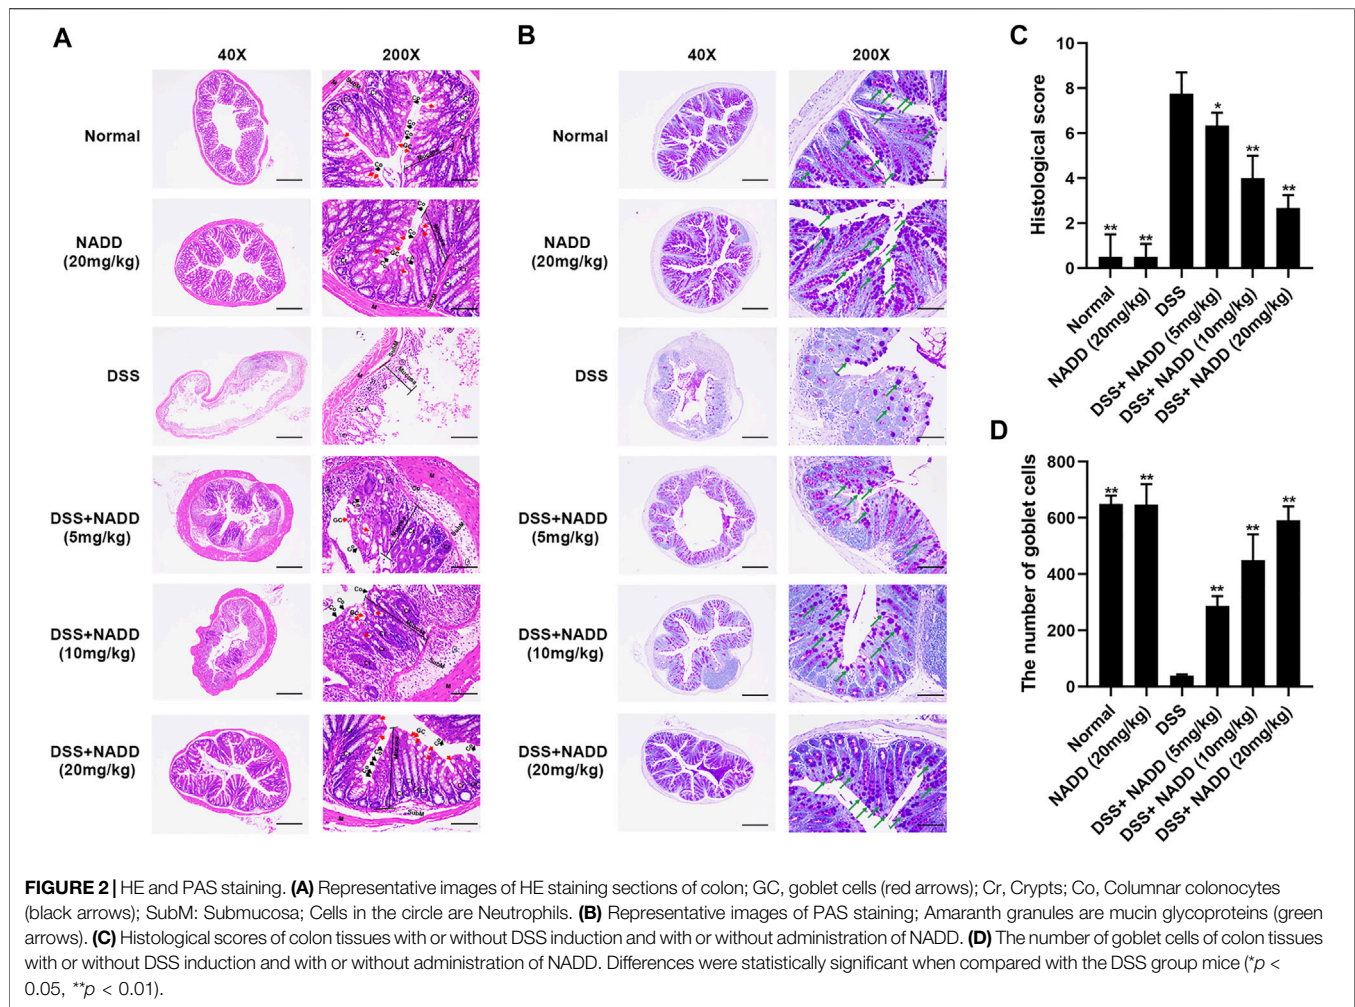 A
B
C
D
40X
200X
40X
200X
Normal
NADD
(20mg/kg)
DSS
DSS+NADD
(5mg/kg)
DSS+NADD
(10mg/kg)
DSS+NADD
(20mg/kg)
Normal
NADD
(20mg/kg)
DSS
DSS+NADD
(5mg/kg)
DSS+NADD
(10mg/kg)
DSS+NADD
(20mg/kg)
Histological score
10
8
6
4
2
0
**
**
*
**
**
Normal
NADD (20mg/kg)
DSS
DSS+ NADD (5mg/kg)
DSS+ NADD (10mg/kg)
DSS+ NADD (20mg/kg)
The number of goblet cells
800
600
400
200
0
**
**
**
**
**
Normal
NADD (20mg/kg)
DSS
DSS+ NADD (5mg/kg)
DSS+ NADD (10mg/kg)
DSS+ NADD (20mg/kg)
FIGURE 2 | HE and PAS staining. (A) Representative images of HE staining sections of colon; GC, goblet cells (red arrows); Cr, Crypts; Co, Columnar colonocytes
(black arrows); SubM: Submucosa; Cells in the circle are Neutrophils. (B) Representative images of PAS staining; Amaranth granules are mucin glycoproteins (green
arrows). (C) Histological scores of colon tissues with or without DSS induction and with or without administration of NADD. (D) The number of goblet cells of colon tissues
with or without DSS induction and with or without administration of NADD. Differences were statistically significant when compared with the DSS group mice (*p <
0.05, **p < 0.01).